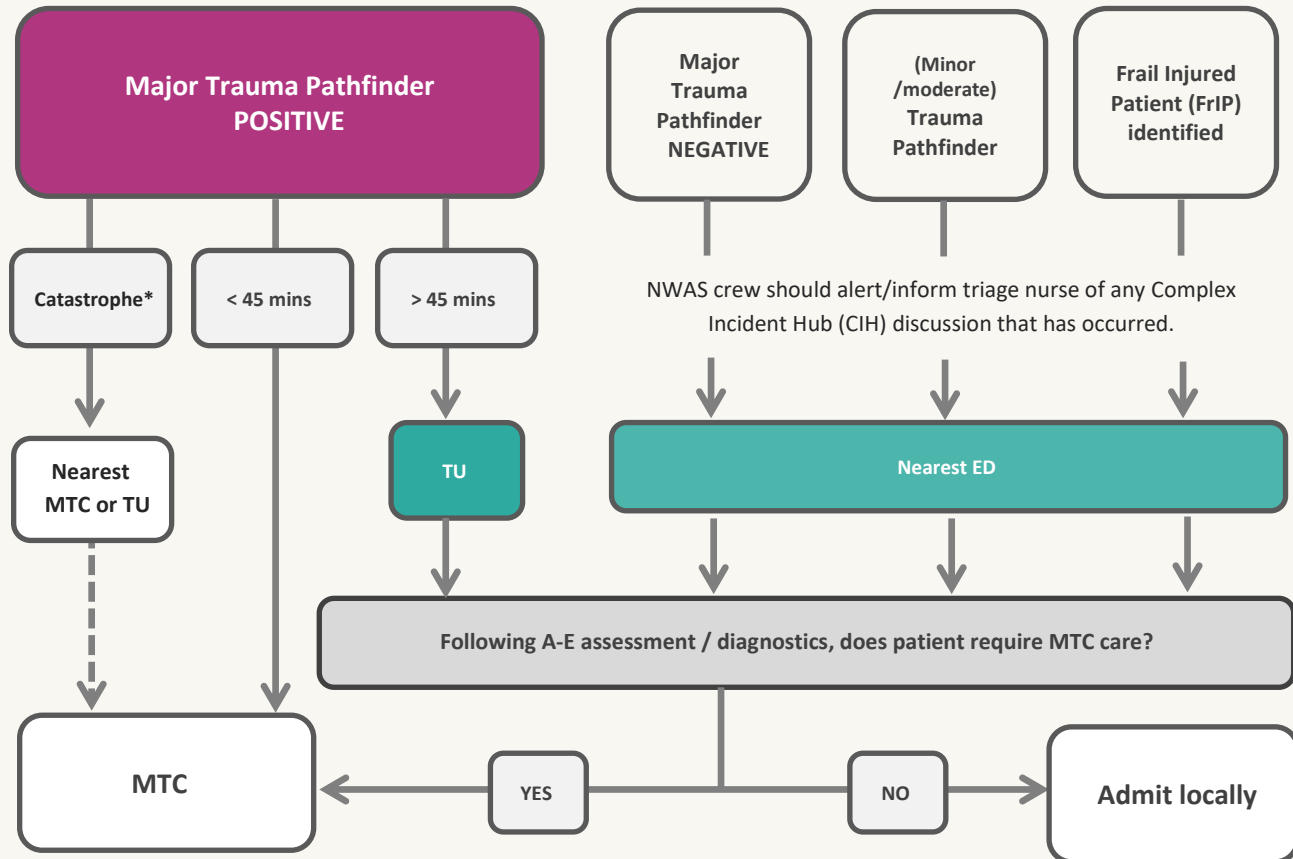 Major Trauma Pathfinder
POSITIVE
Major
Trauma
Pathfinder
NEGATIVE
(Minor
/moderate)
Trauma
Pathfinder
Frail Injured
Patient (FrIP)
identified
Catastrophe*
< 45 mins
> 45 mins
NWAS crew should alert/inform triage nurse of any Complex
Incident Hub (CIH) discussion that has occurred.
Nearest
MTC or TU
TU
Nearest ED
Following A-E assessment / diagnostics, does patient require MTC care?
MTC
YES
NO
Admit locally